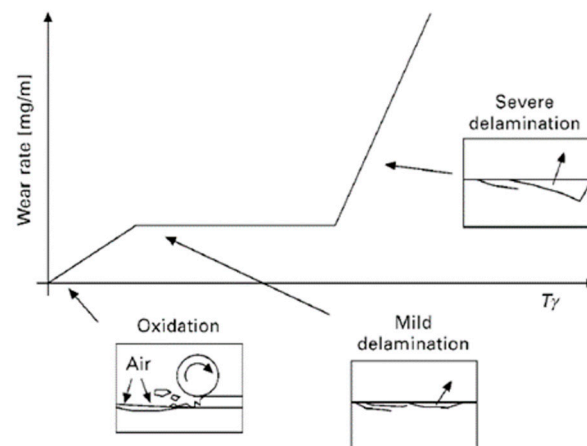 Wear rate [mg/m]
Severe
delamination
Tγ
Oxidation
Air
Mild
delamination